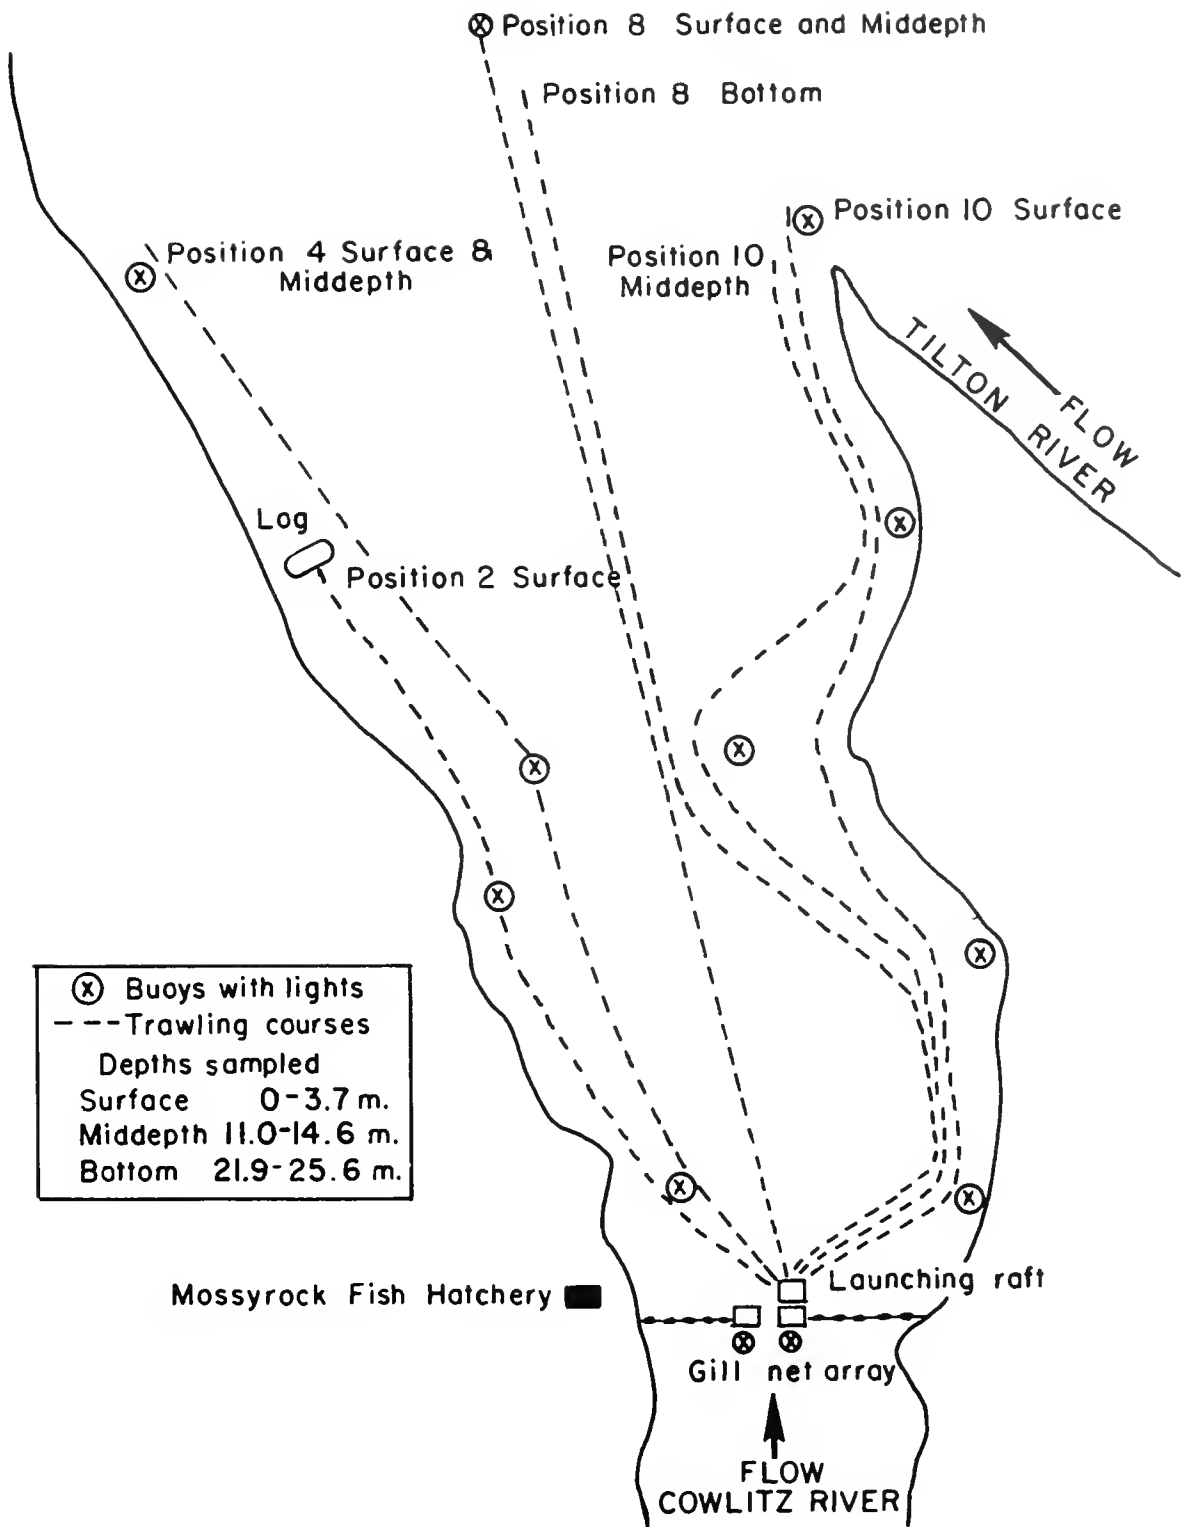 Position 8 Surface and Middepth
Position 8 Bottom
Position 10 Surface
Position 4 Surface &
Middepth
Position 10
Middepth
TILTON
RIVER
FLOW
Log
Position 2 Surface
Buoys with lights
Trawling courses
Depths sampled
Surface 0-3.7 m.
Middepth 11.0-14.6 m.
Bottom 21.9-25.6 m.
Launching raft
Mossyrock Fish Hatchery
Gill net array
FLOW
COWLITZ RIVER